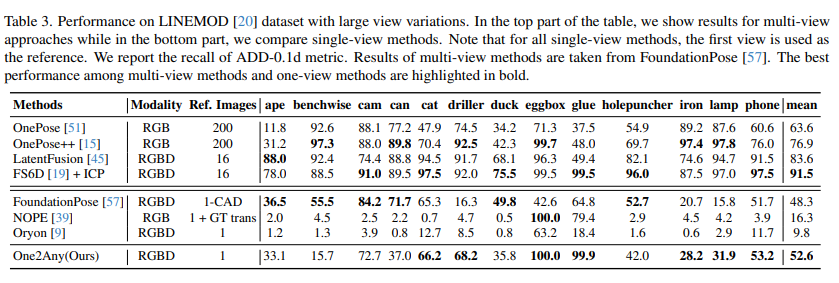 Table 3. Performance on LINEMOD [20] dataset with large view variations. In the top part of the table, we show results for multi-view
approaches while in the bottom part, we compare single-view methods. Note that for all single-view methods, the first view is used as
the reference. We report the recall of ADD-0.1d metric. Results of multi-view methods are taken from FoundationPose [57]. The best
performance among multi-view methods and one-view methods are highlighted in bold.
Methods Modality Ref. Images ape benchwise cam can cat driller duck eggbox glue holepuncher iron lamp phone mean
OnePose [51] RGB 200 11.8 92.6 88.1 77.2 47.9 74.5 34.2 71.3 37.5 54.9 89.2 87.6 60.6 63.6
OnePose++ [15] RGB 200 31.2 97.3 88.0 89.8 70.4 92.5 42.3 99.7 48.0 69.7 97.4 97.8 76.0 76.9
LatentFusion [45] RGBD 16 88.0 92.4 74.4 88.8 94.5 91.7 68.1 96.3 49.4 82.1 74.6 94.7 91.5 83.6
FS6D [19] + ICP RGBD 16 78.0 88.5 91.0 89.5 97.5 92.0 75.5 99.5 99.5 96.0 87.5 97.0 97.5 91.5
FoundationPose [57] RGBD 1-CAD 36.5 55.5 84.2 71.7 65.3 16.3 49.8 42.6 64.8 52.7 20.7 15.8 51.7 48.3
NOPE [39] RGB 1 + GT trans 2.0 4.5 2.5 2.2 0.7 4.7 0.5 100.0 79.4 2.9 4.5 4.2 3.9 16.3
Oryon [9] RGBD 1 1.2 1.3 3.9 0.8 12.7 8.5 0.8 63.2 18.4 1.6 0.6 2.9 11.7 9.8
One2Any(Ours) RGBD 1 33.1 15.7 72.7 37.0 66.2 68.2 35.8 100.0 99.9 42.0 28.2 31.9 53.2 52.6